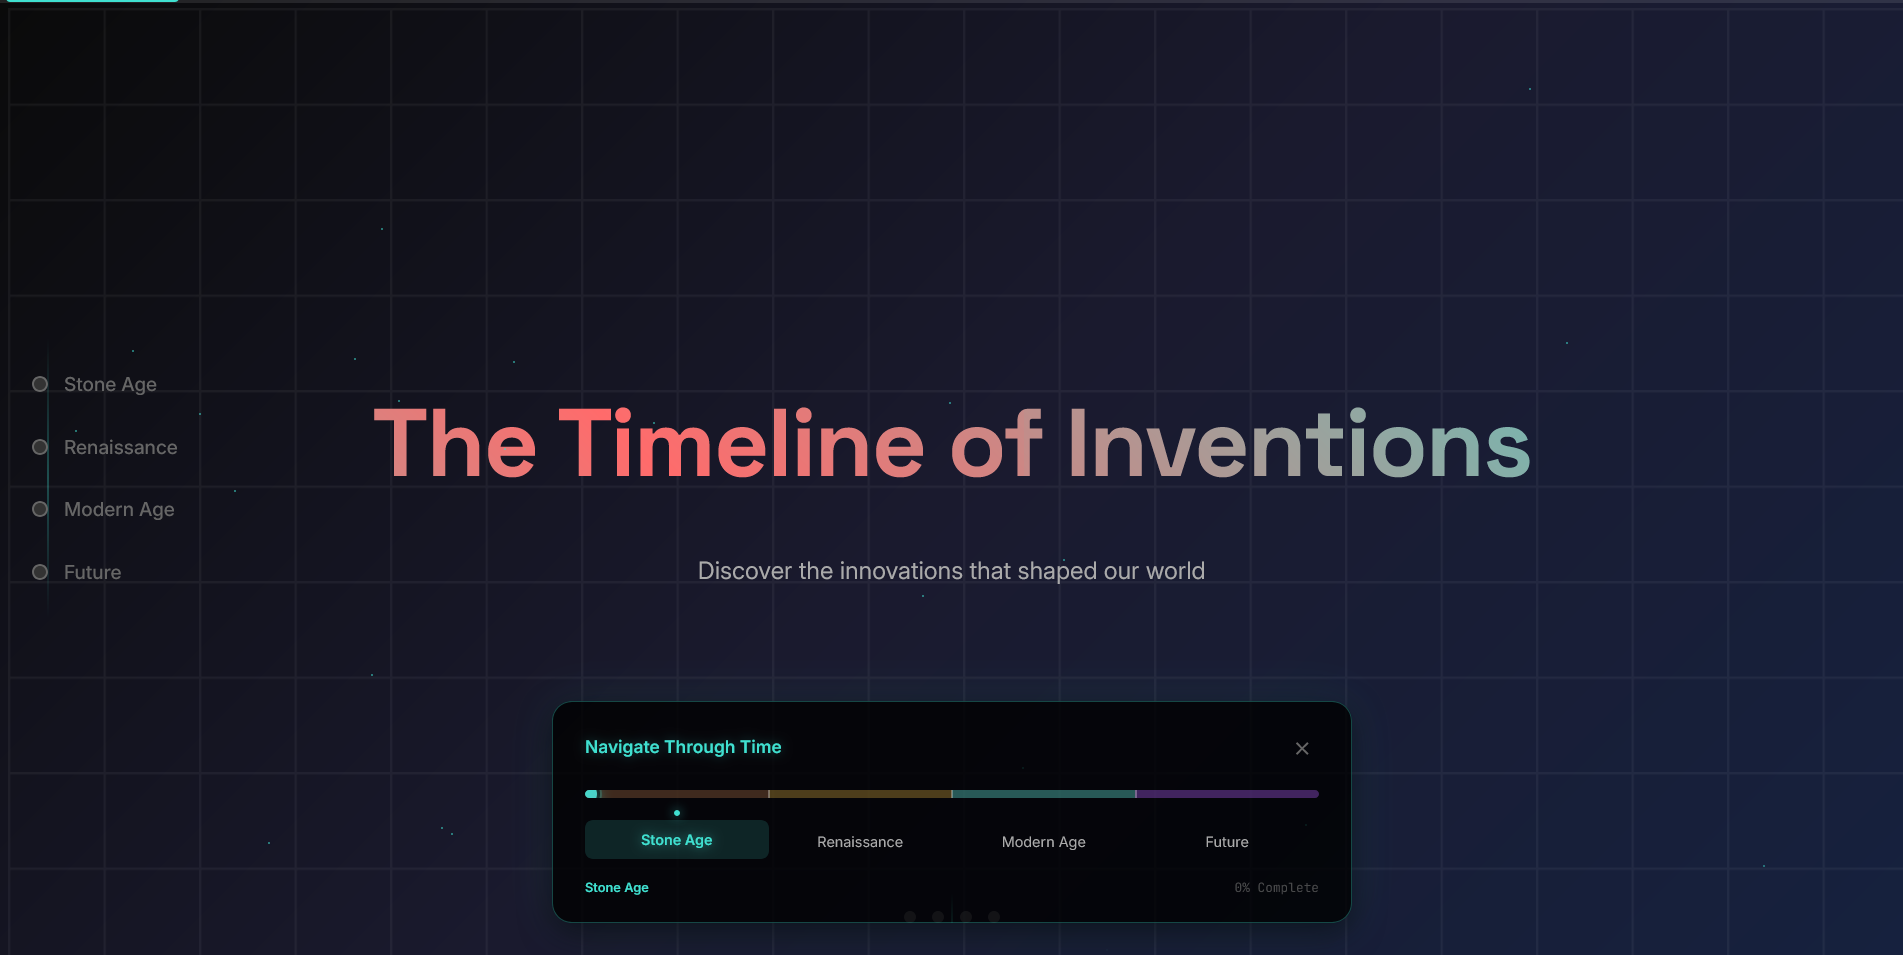 The Timeline of Inventions
Discover the innovations that shaped our world
Stone Age
Renaissance
Modern Age
Future
Navigate Through Time
Stone Age
Renaissance
Modern Age
Future
Stone Age
0% Complete